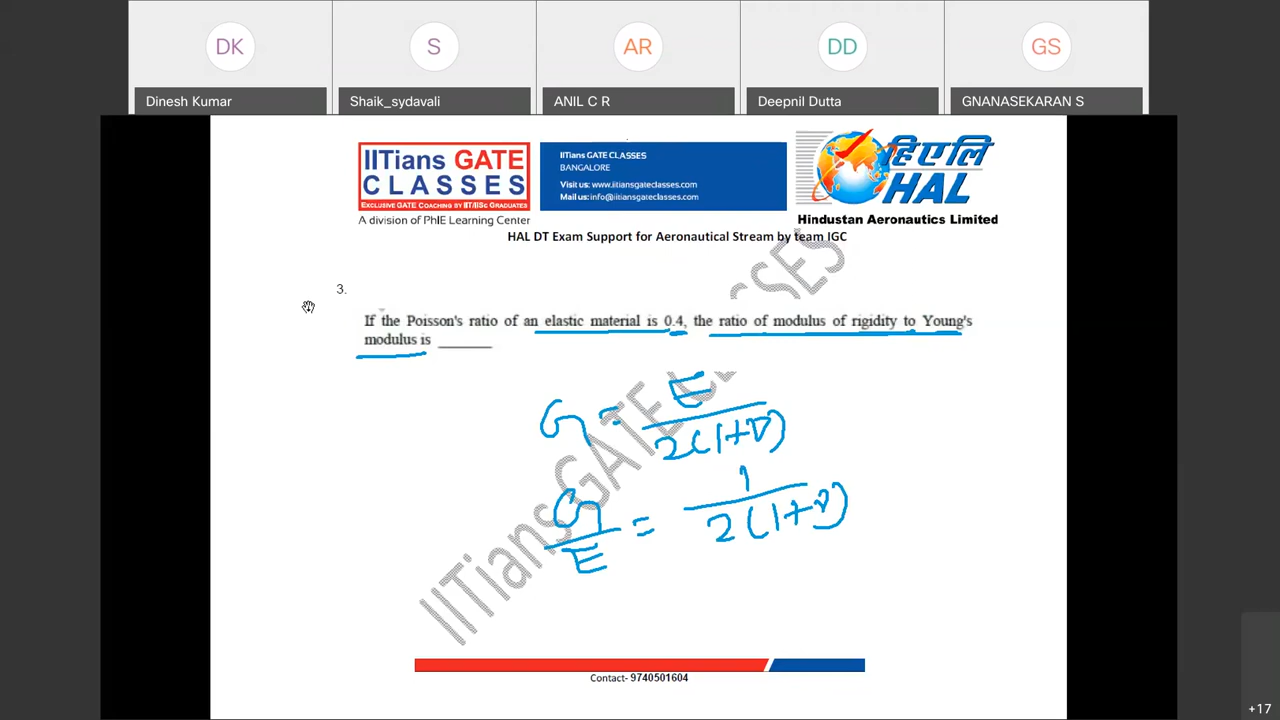 DK
S
AR
DD
GS
Dinesh Kumar
Shaik_sydavali
ANIL C R
Deepnil Dutta
GNANASEKARAN S
IITians GATE
CLASSES
EXCLUSIVE GATE COACHING BY IIT/IISc GRADUATES
A division of PhIE Learning Center
IITians GATE CLASSES
BANGALORE
Visit us: www.iitiansgateclasses.com
Mail us: info@iitiansgateclasses.com
हिएलि
HAL
Hindustan Aeronautics Limited
HAL DT Exam Support for Aeronautical Stream by team IGC
3.
If the Poisson's ratio of an elastic material is 0.4, the ratio of modulus of rigidity to Young's
modulus is ______
G = E / 2(1+ν)
G / E = 1 / 2(1+ν)
IITians GATE CLASSES
Contact- 9740501604
+17